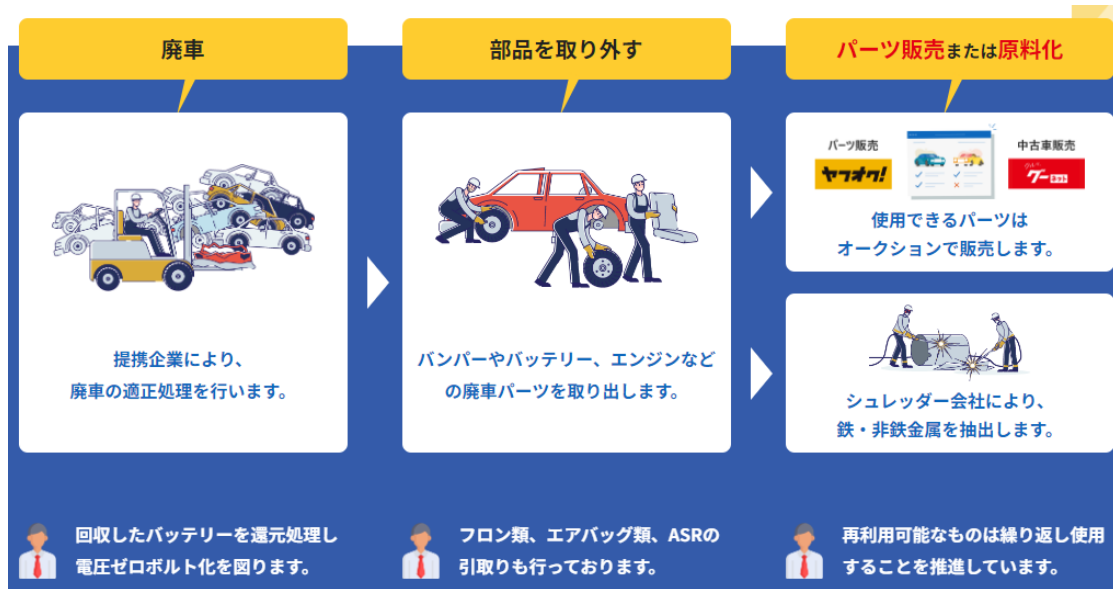 廃車
提携企業により、
廃車の適正処理を行います。
回収したバッテリーを還元処理し
電圧ゼロボルト化を図ります。
部品を取り外す
バンパーやバッテリー、エンジンなど
の廃車パーツを取り出します。
フロン類、エアバッグ類、ASRの
引取りも行っております。
パーツ販売または原料化
パーツ販売
ヤフオク!
中古車販売
グーネット
使用できるパーツは
オークションで販売します。
シュレッダー会社により、
鉄・非鉄金属を抽出します。
再利用可能なものは繰り返し使用
することを推進しています。